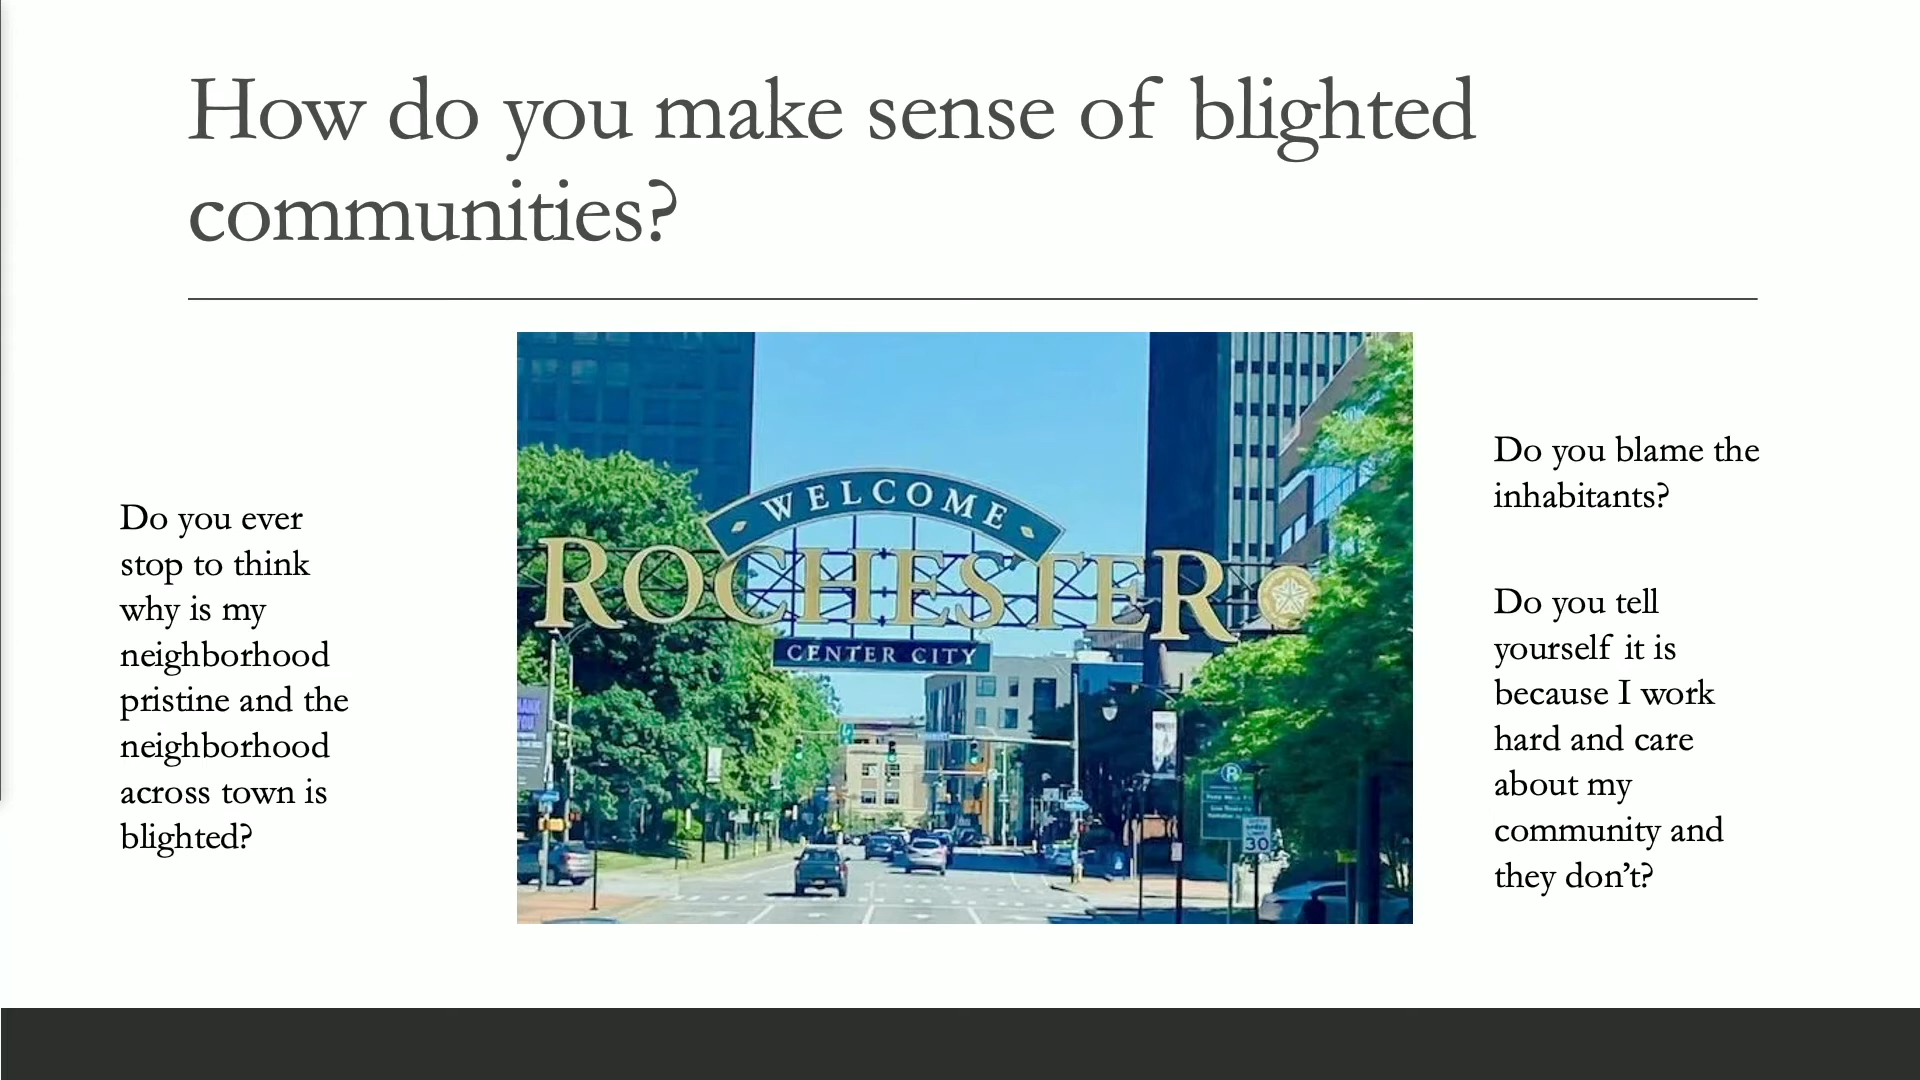 How do you make sense of blighted
communities?
Do you ever
stop to think
why is my
neighborhood
pristine and the
neighborhood
across town is
blighted?
WELCOME
ROCHESTER
CENTER CITY
30
Do you blame the
inhabitants?
Do you tell
yourself it is
because I work
hard and care
about my
community and
they don’t?